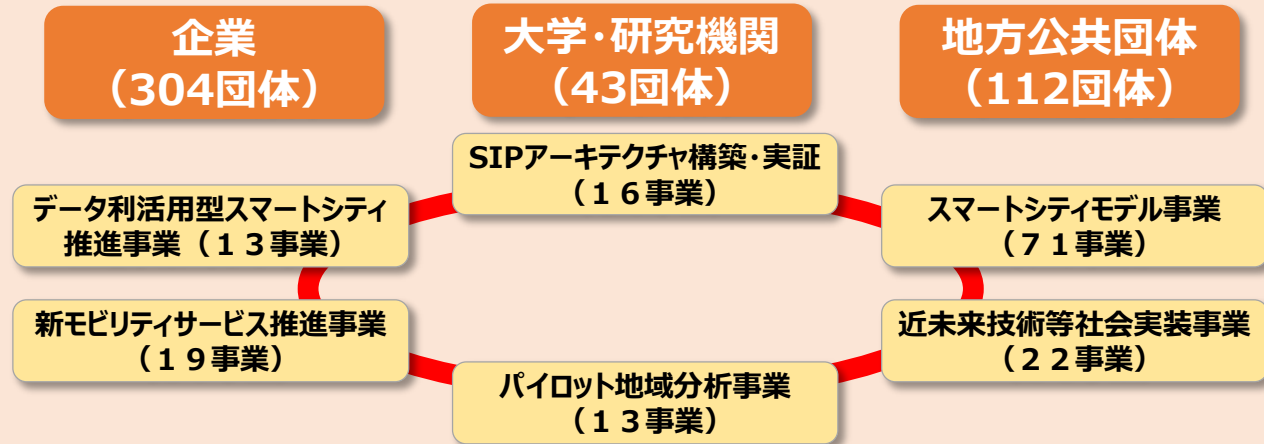 企業
（304団体）
大学・研究機関
（43団体）
地方公共団体
（112団体）
SIPアーキテクチャ構築・実証
（１６事業）
データ利活用型スマートシティ
推進事業（１３事業）
スマートシティモデル事業
（７１事業）
新モビリティサービス推進事業
（１９事業）
近未来技術等社会実装事業
（２２事業）
パイロット地域分析事業
（１３事業）